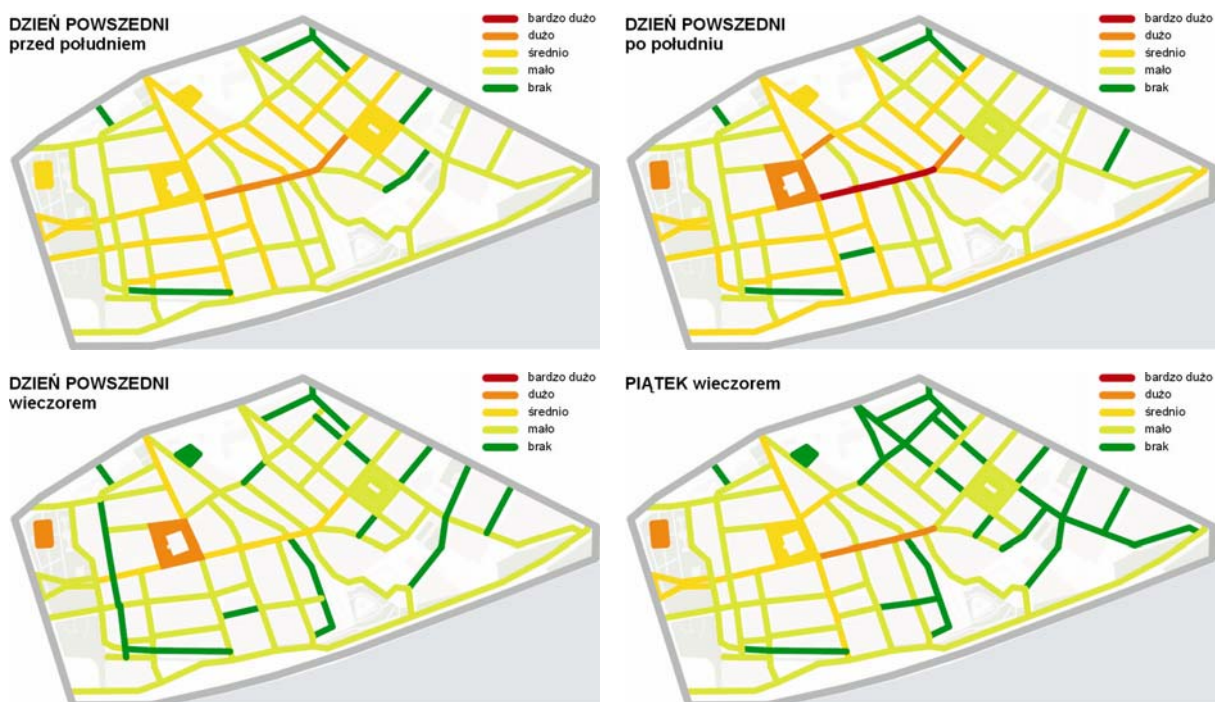 DZIEŃ POWSZEDNI
przed południem
bardzo dużo
dużo
średnio
mało
brak
DZIEŃ POWSZEDNI
po południu
bardzo dużo
dużo
średnio
mało
brak
DZIEŃ POWSZEDNI
wieczorem
bardzo dużo
dużo
średnio
mało
brak
PIĄTEK wieczorem
bardzo dużo
dużo
średnio
mało
brak